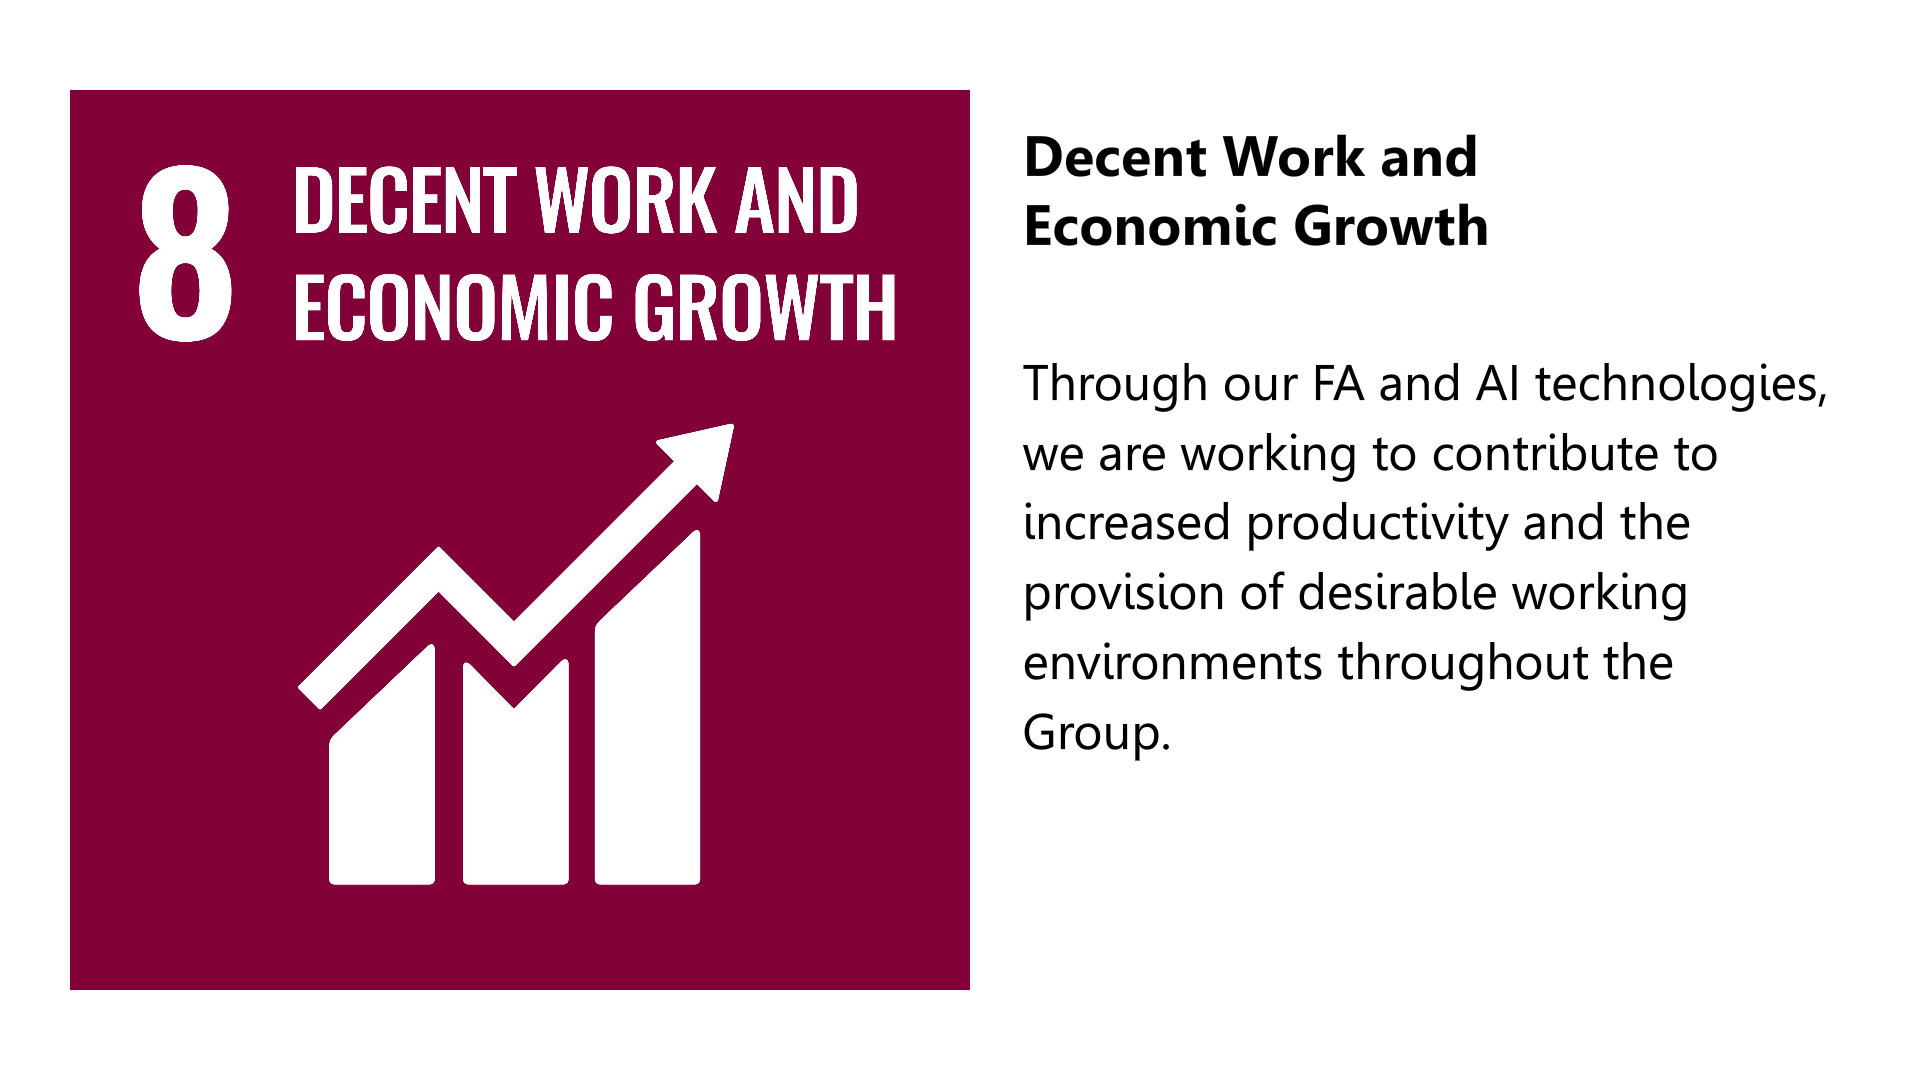 8
DECENT WORK AND
ECONOMIC GROWTH
Decent Work and
Economic Growth
Through our FA and AI technologies,
we are working to contribute to
increased productivity and the
provision of desirable working
environments throughout the
Group.